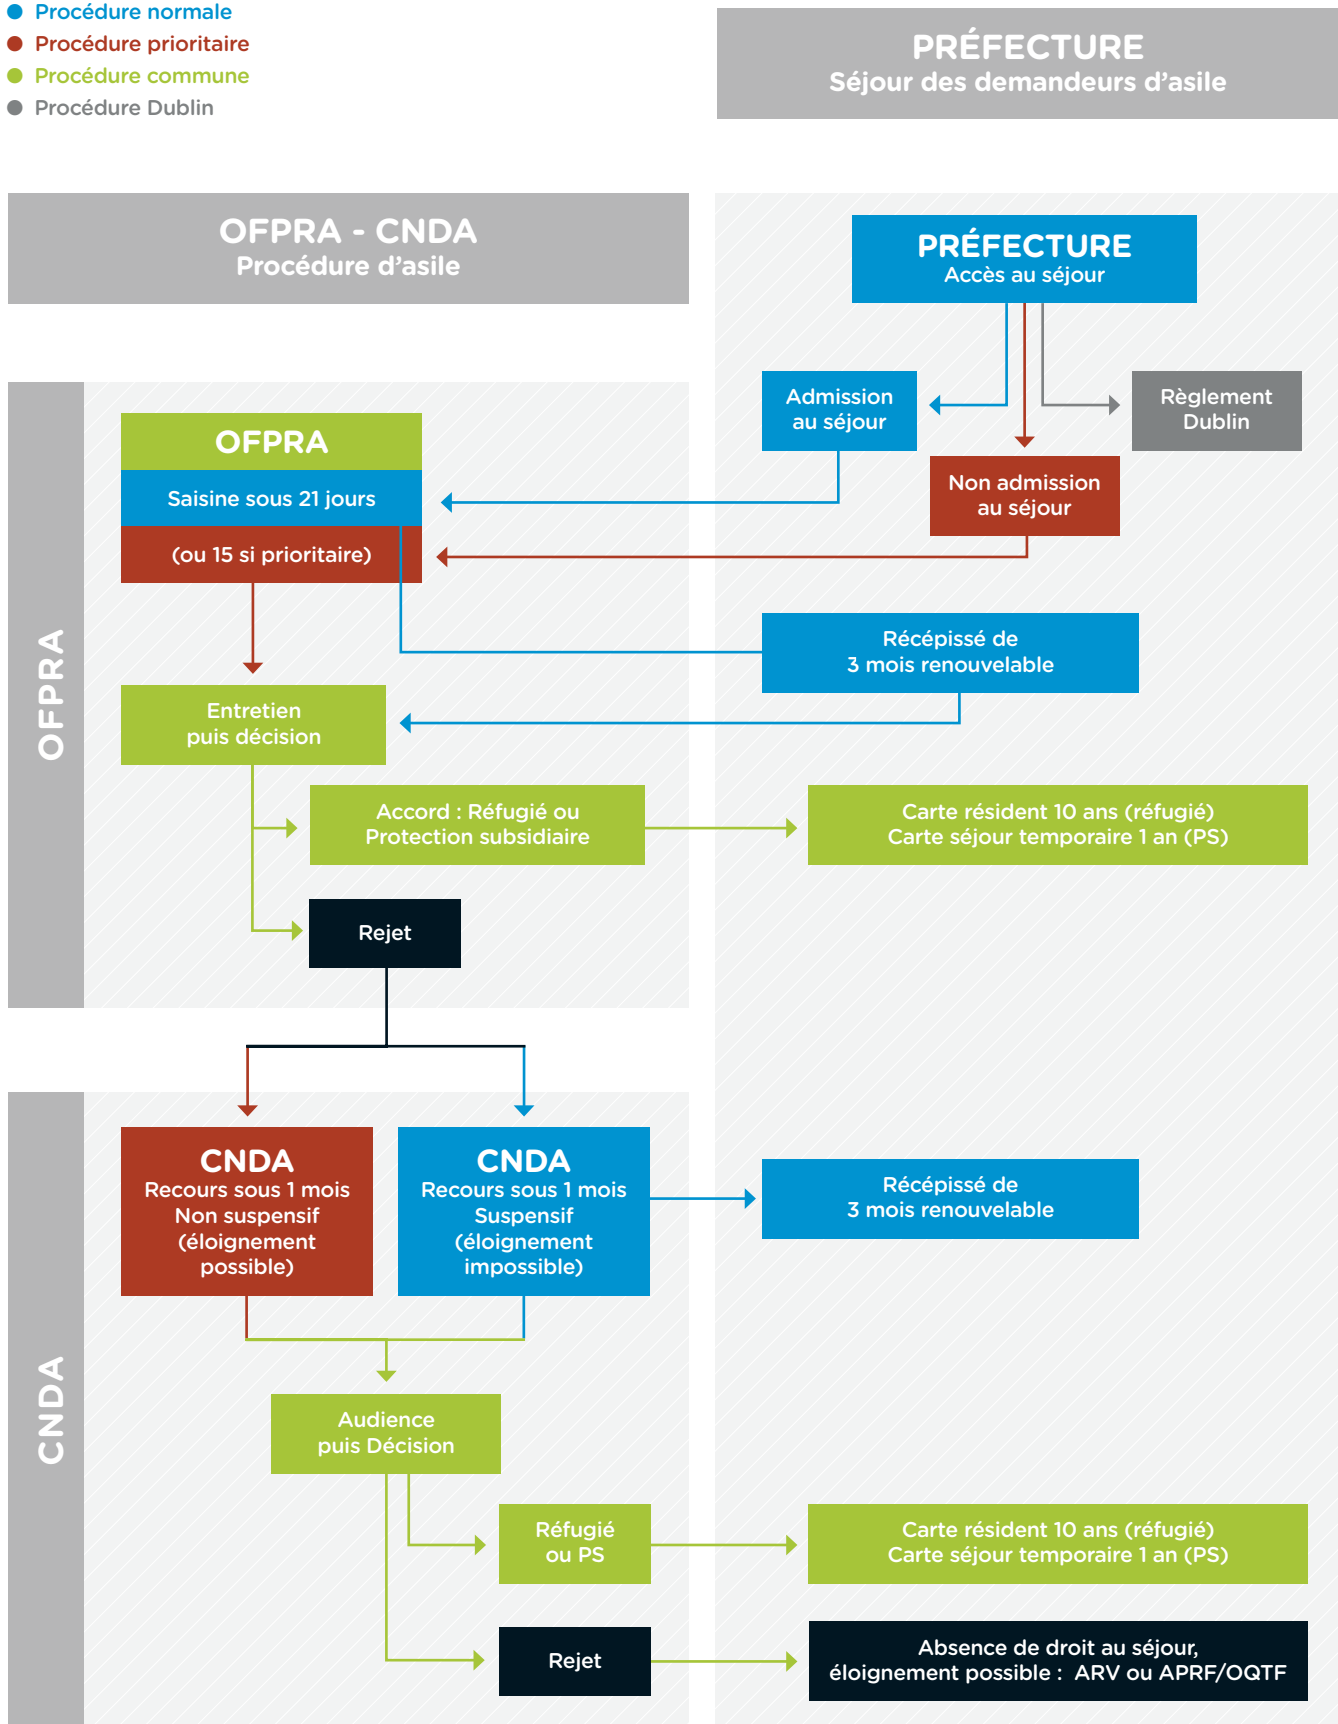 Procédure normale
Procédure prioritaire
Procédure commune
Procédure Dublin
PRÉFECTURE
Séjour des demandeurs d'asile
OFPRA - CNDA
Procédure d'asile
PRÉFECTURE
Accès au séjour
Admission
au séjour
Règlement
Dublin
Non admission
au séjour
OFPRA
OFPRA
Saisine sous 21 jours
(ou 15 si prioritaire)
Récépissé de
3 mois renouvelable
Entretien
puis décision
Accord : Réfugié ou
Protection subsidiaire
Carte résident 10 ans (réfugié)
Carte séjour temporaire 1 an (PS)
Rejet
CNDA
CNDA
Recours sous 1 mois
Non suspensif
(éloignement
possible)
CNDA
Recours sous 1 mois
Suspensif
(éloignement
impossible)
Récépissé de
3 mois renouvelable
Audience
puis Décision
Réfugié
ou PS
Carte résident 10 ans (réfugié)
Carte séjour temporaire 1 an (PS)
Rejet
Absence de droit au séjour,
éloignement possible : ARV ou APRF/OQTF